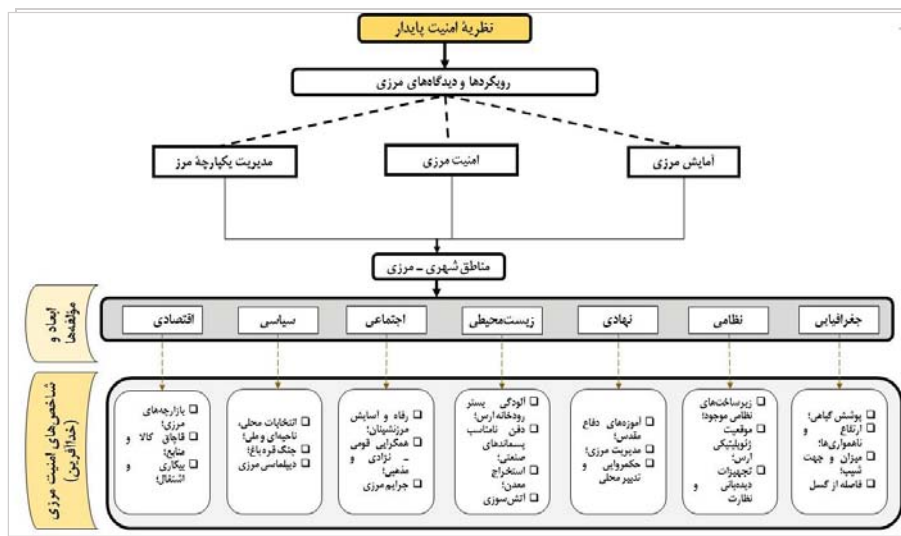 نظریهٔ امنیت پایدار
رویکردها و دیدگاه‌های مرزی
آمایش مرزی
امنیت مرزی
مدیریت یکپارچهٔ مرز
مناطق شهری ـ مرزی
ابعاد و
مؤلفه‌ها
جغرافیایی
نظامی
نهادی
زیست‌محیطی
اجتماعی
سیاسی
اقتصادی
شاخص‌های امنیت مرزی
(خداآفرین)
❑ پوشش گیاهی؛
❑ ارتفاع و
ناهمواری‌ها؛
❑ میزان و جهت
شیب؛
❑ فاصله از گسل
❑ زیرساخت‌های
نظامی موجود؛
❑ موقعیت
ژئوپلیتیکی
ارس؛
❑ تجهیزات
دیده‌بانی و
نظارت
❑ آموزه‌های دفاع
مقدس؛
❑ مدیریت مرزی؛
❑ حکمروایی و
تدبیر محلی
❑ آلودگی بستر
رودخانه ارس؛
❑ دفن نامناسب
پسماندهای
صنعتی؛
❑ استخراج
معدن؛
❑ آتش‌سوزی
❑ رفاه و آسایش
مرزنشینان؛
❑ همگرایی قومی
ـ نژادی و
مذهبی؛
❑ جرایم مرزی
❑ انتخابات محلی،
ناحیه‌ای و ملی؛
❑ جنگ قره‌باغ؛
❑ دیپلماسی مرزی
❑ بازارچه‌های
مرزی؛
❑ قاچاق کالا و
منابع؛
❑ بیکاری و
اشتغال؛